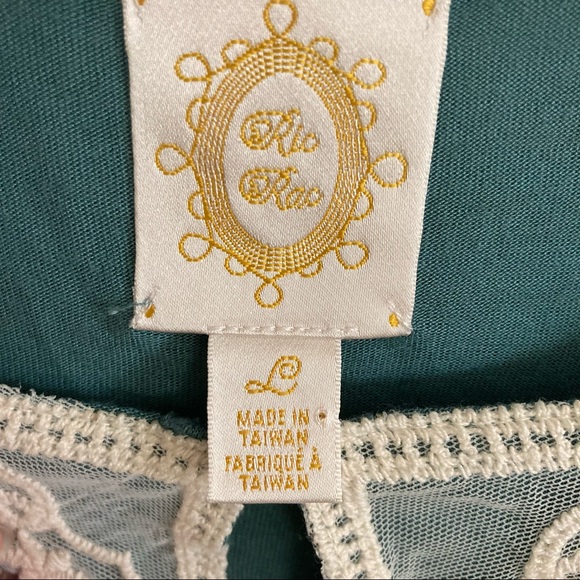 Ric
Rac
L
MADE IN
TAIWAN
FABRIQUÉ À
TAIWAN